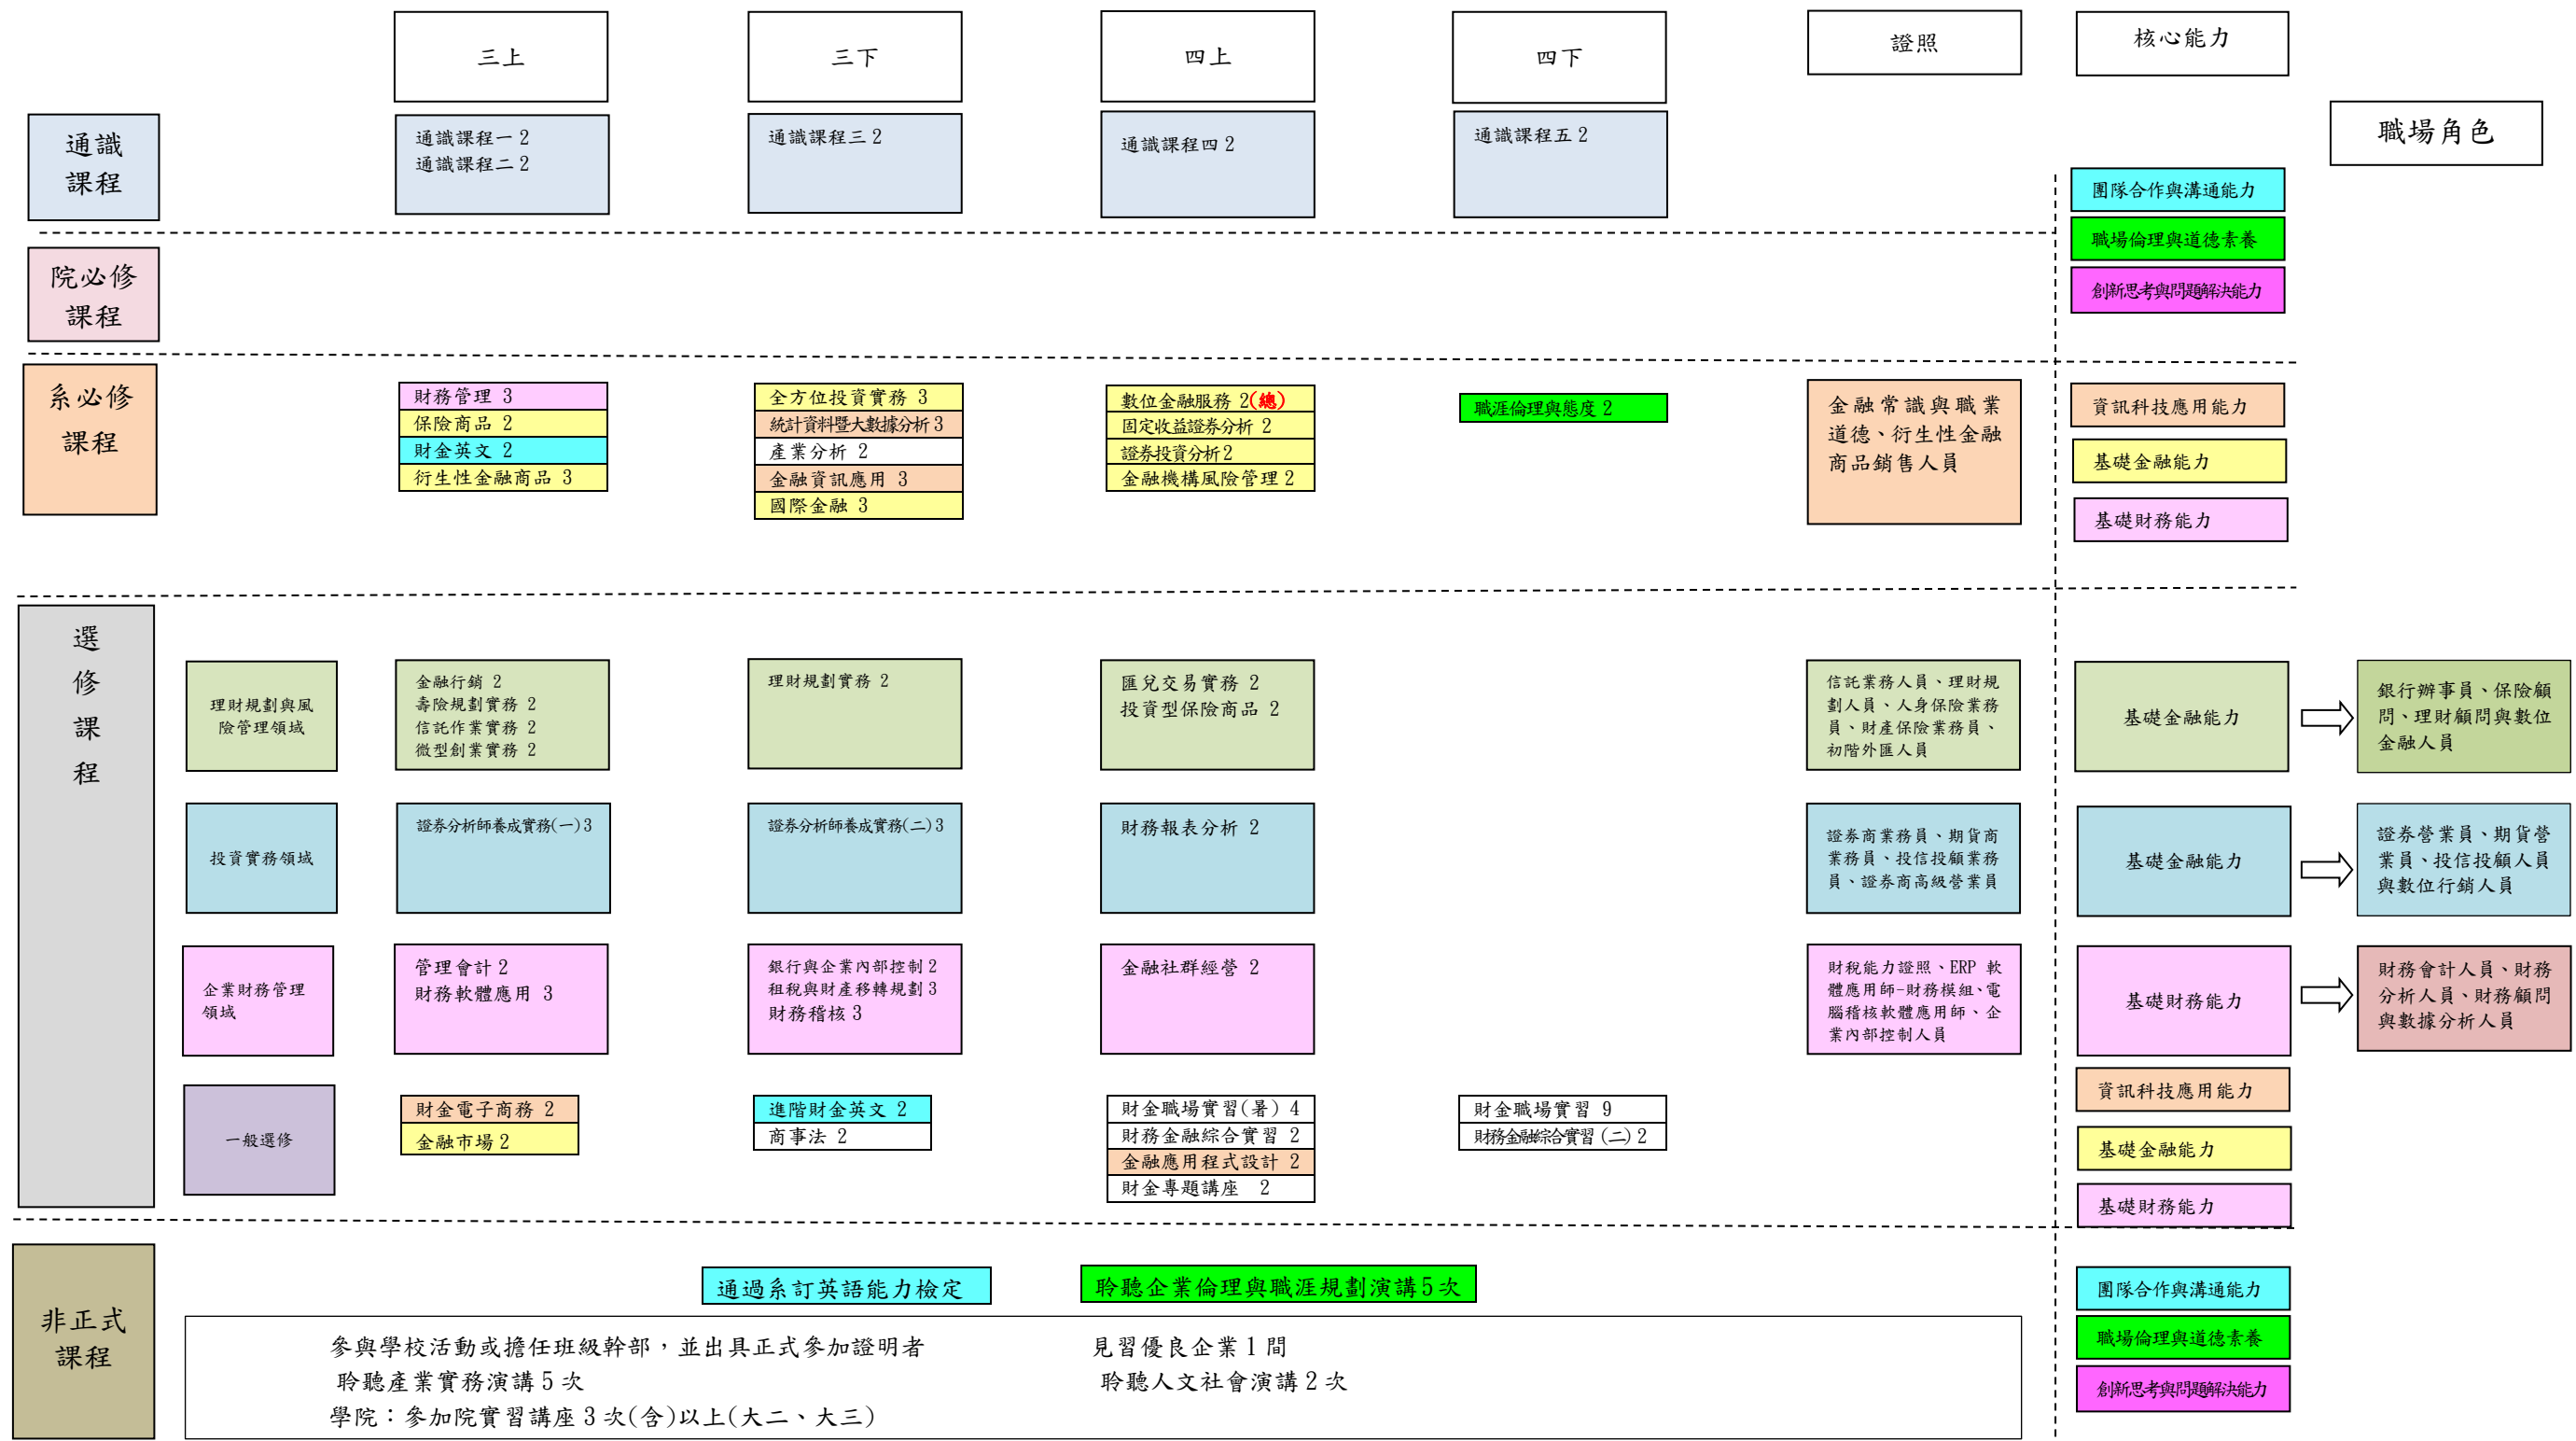 三上
三下
四上
四下
證照
核心能力
職場角色
通識
課程
通識課程一 2
通識課程二 2
通識課程三 2
通識課程四 2
通識課程五 2
團隊合作與溝通能力
職場倫理與道德素養
創新思考與問題解決能力
院必修
課程
系必修
課程
財務管理 3
保險商品 2
財金英文 2
衍生性金融商品 3
全方位投資實務 3
統計資料暨大數據分析 3
產業分析 2
金融資訊應用 3
國際金融 3
數位金融服務 2(總)
固定收益證券分析 2
證券投資分析 2
金融機構風險管理 2
職涯倫理與態度 2
金融常識與職業
道德、衍生性金融
商品銷售人員
資訊科技應用能力
基礎金融能力
基礎財務能力
選
修
課
程
理財規劃與風
險管理領域
金融行銷 2
壽險規劃實務 2
信託作業實務 2
微型創業實務 2
理財規劃實務 2
匯兌交易實務 2
投資型保險商品 2
信託業務人員、理財規
劃人員、人身保險業務
員、財產保險業務員、
初階外匯人員
基礎金融能力
銀行辦事員、保險顧
問、理財顧問與數位
金融人員
投資實務領域
證券分析師養成實務(一)3
證券分析師養成實務(二)3
財務報表分析 2
證券商業務員、期貨商
業務員、投信投顧業務
員、證券商高級營業員
基礎金融能力
證券營業員、期貨營
業員、投信投顧人員
與數位行銷人員
企業財務管理
領域
管理會計 2
財務軟體應用 3
銀行與企業內部控制 2
租稅與財產移轉規劃 3
財務稽核 3
金融社群經營 2
財稅能力證照、ERP 軟
體應用師-財務模組、電
腦稽核軟體應用師、企
業內部控制人員
基礎財務能力
財務會計人員、財務
分析人員、財務顧問
與數據分析人員
一般選修
財金電子商務 2
金融市場 2
進階財金英文 2
商事法 2
財金職場實習(暑) 4
財務金融綜合實習 2
金融應用程式設計 2
財金專題講座 2
財金職場實習 9
財務金融綜合實習 (二) 2
資訊科技應用能力
基礎金融能力
基礎財務能力
非正式
課程
通過系訂英語能力檢定
聆聽企業倫理與職涯規劃演講 5 次
參與學校活動或擔任班級幹部，並出具正式參加證明者
見習優良企業 1 間
聆聽產業實務演講 5 次
聆聽人文社會演講 2 次
學院：參加院實習講座 3 次(含)以上(大二、大三)
團隊合作與溝通能力
職場倫理與道德素養
創新思考與問題解決能力